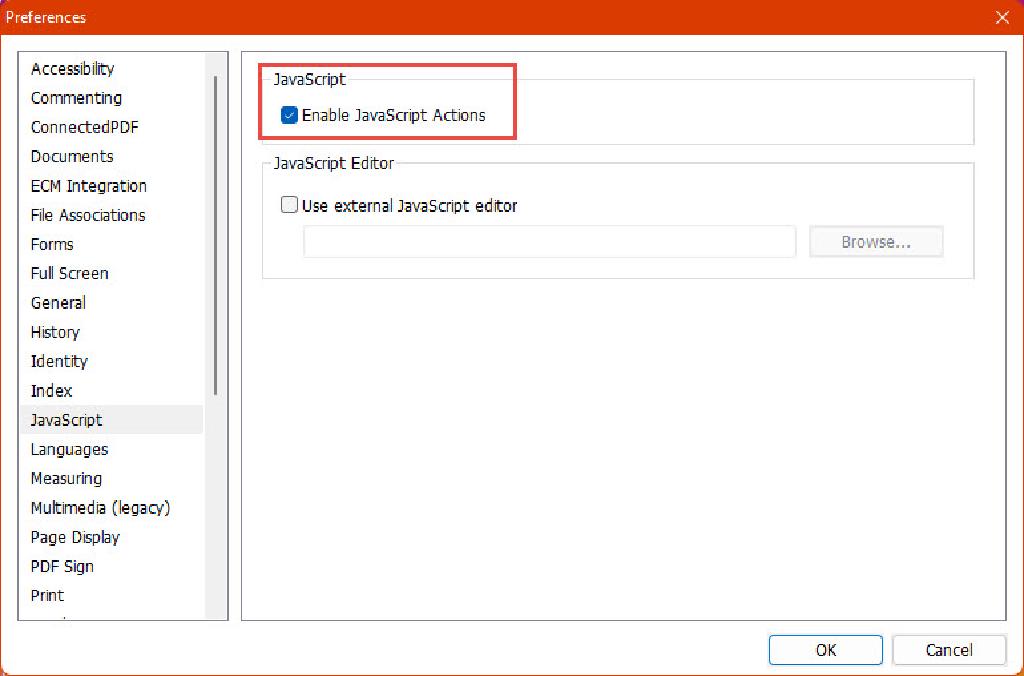 Preferences
Accessibility
Commenting
ConnectedPDF
Documents
ECM Integration
File Associations
Forms
Full Screen
General
History
Identity
Index
JavaScript
Languages
Measuring
Multimedia (legacy)
Page Display
PDF Sign
Print
JavaScript
Enable JavaScript Actions
JavaScript Editor
Use external JavaScript editor
Browse...
OK
Cancel